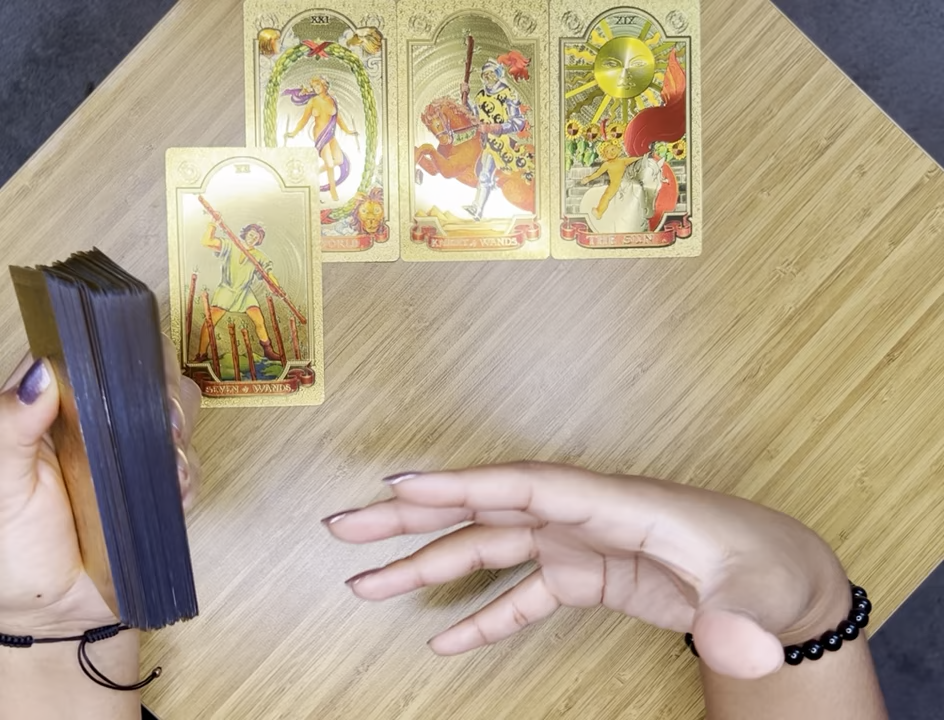 XXI
XIX
WORLD
KNIGHT of WANDS
THE SUN
SEVEN of WANDS